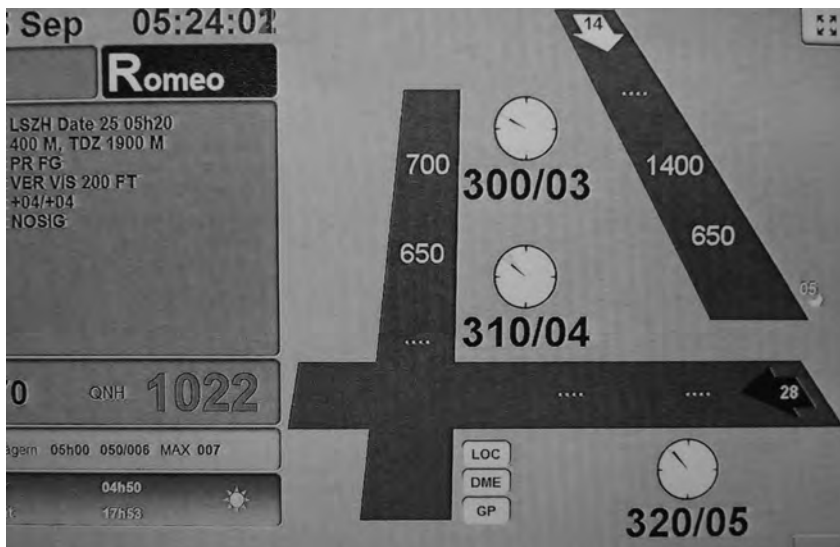 Sep 05:24:02
Romeo
LSZH Date 25 05h20
400 M, TDZ 1900 M
PR FG
VER VIS 200 FT
+04/+04
NOSIG
QNH 1022
05h00 050/006 MAX 007
04h50
17h53
700
650
....
300/03
310/04
14
....
1400
650
05
.... .... 28
LOC
DME
GP
320/05